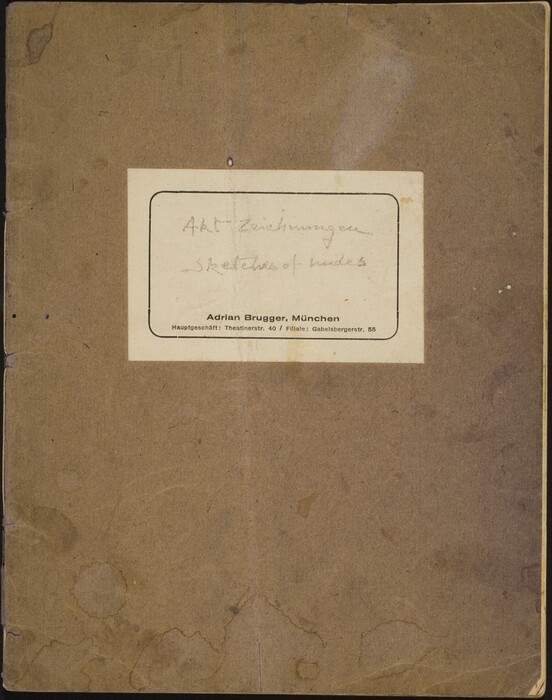 Akt Zeichnungen
Sketches of nudes
Adrian Brugger, München
Hauptgeschäft: Theatinerstr. 40 / Filiale: Gabelsbergerstr. 55